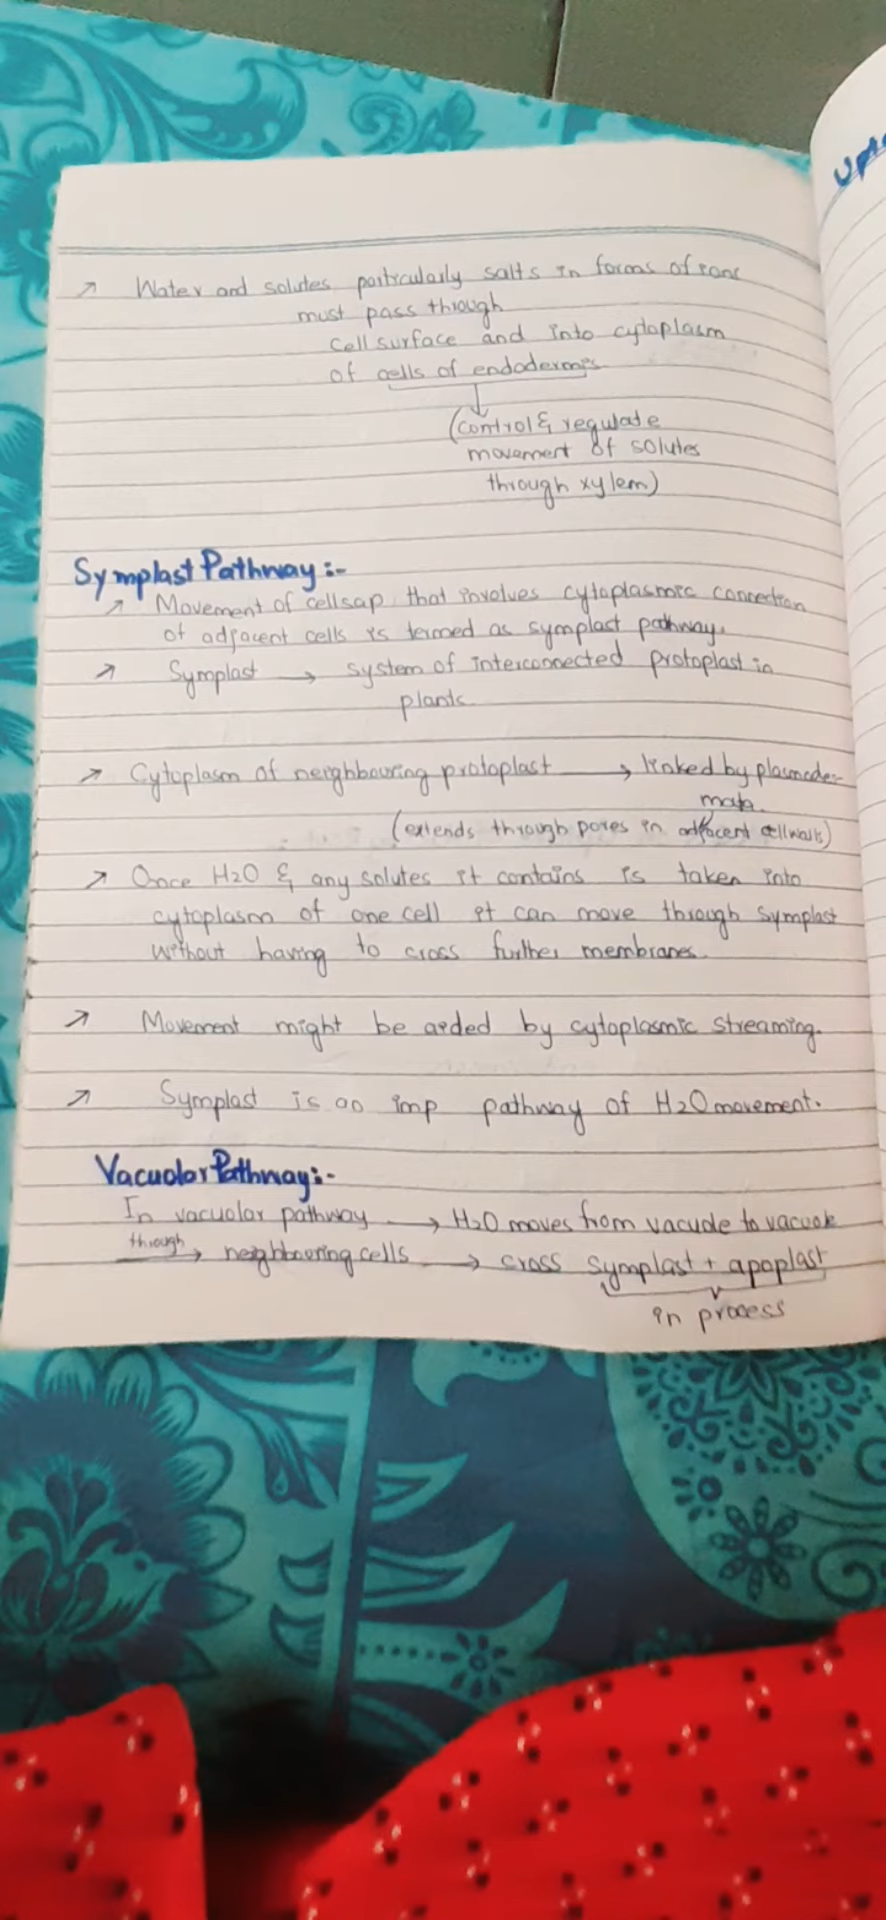 ↗ Water and solutes particularly salts in forms of ions
must pass through
cell surface and into cytoplasm
of cells of endodermis
(control & regulate
movement of solutes
through xylem)
Symplast Pathway :-
↗ Movement of cell sap that involves cytoplasmic connection
of adjacent cells is termed as symplast pathway.
↗ Symplast → system of interconnected protoplast in
plants
↗ Cytoplasm of neighbouring protoplast → linked by plasmodes-
mata
(extends through pores in adjacent cell walls)
↗ Once H2O & any solutes it contains is taken into
cytoplasm of one cell it can move through symplast
without having to cross further membranes.
↗ Movement might be aided by cytoplasmic streaming.
↗ Symplast is an imp pathway of H2O movement.
Vacuolar Pathway:-
In vacuolar pathway → H2O moves from vacuole to vacuole
through → neighbouring cells → cross symplast + apoplast
in process